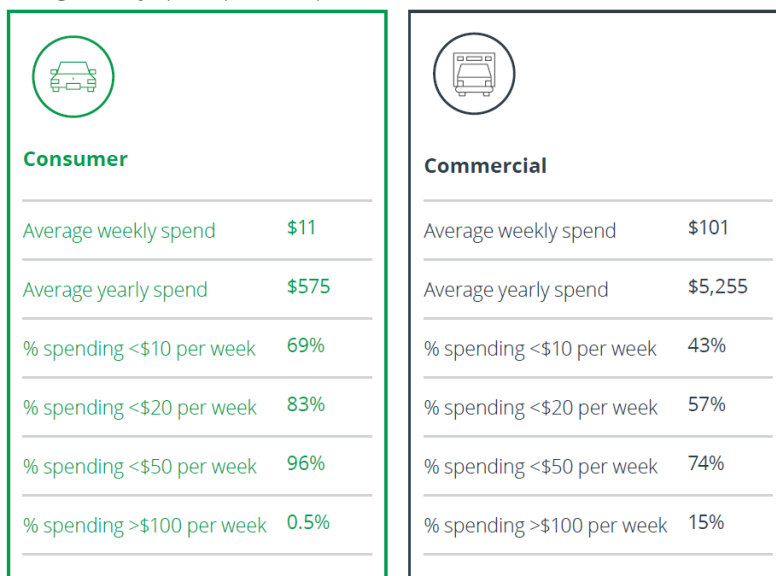 Consumer
Average weekly spend $11
Average yearly spend $575
% spending <$10 per week 69%
% spending <$20 per week 83%
% spending <$50 per week 96%
% spending >$100 per week 0.5%
Commercial
Average weekly spend $101
Average yearly spend $5,255
% spending <$10 per week 43%
% spending <$20 per week 57%
% spending <$50 per week 74%
% spending >$100 per week 15%